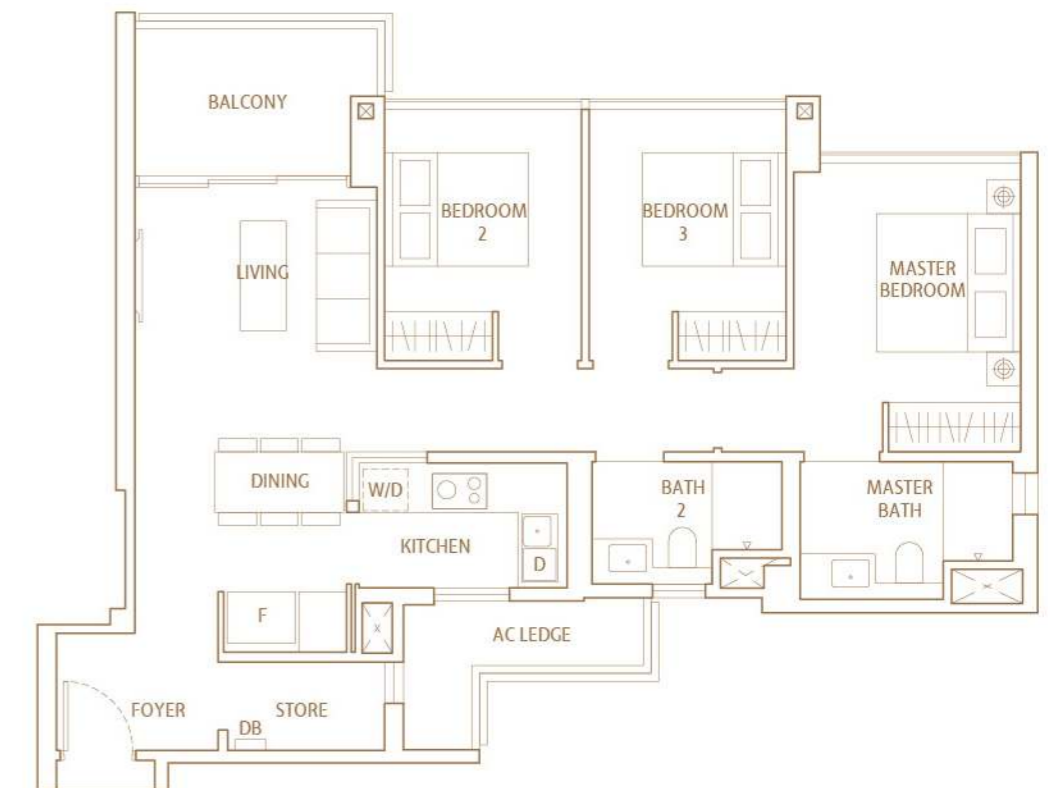 BALCONY
BEDROOM
2
BEDROOM
3
LIVING
MASTER
BEDROOM
DINING
W/D
BATH
2
MASTER
BATH
KITCHEN
D
F
AC LEDGE
FOYER
STORE
DB